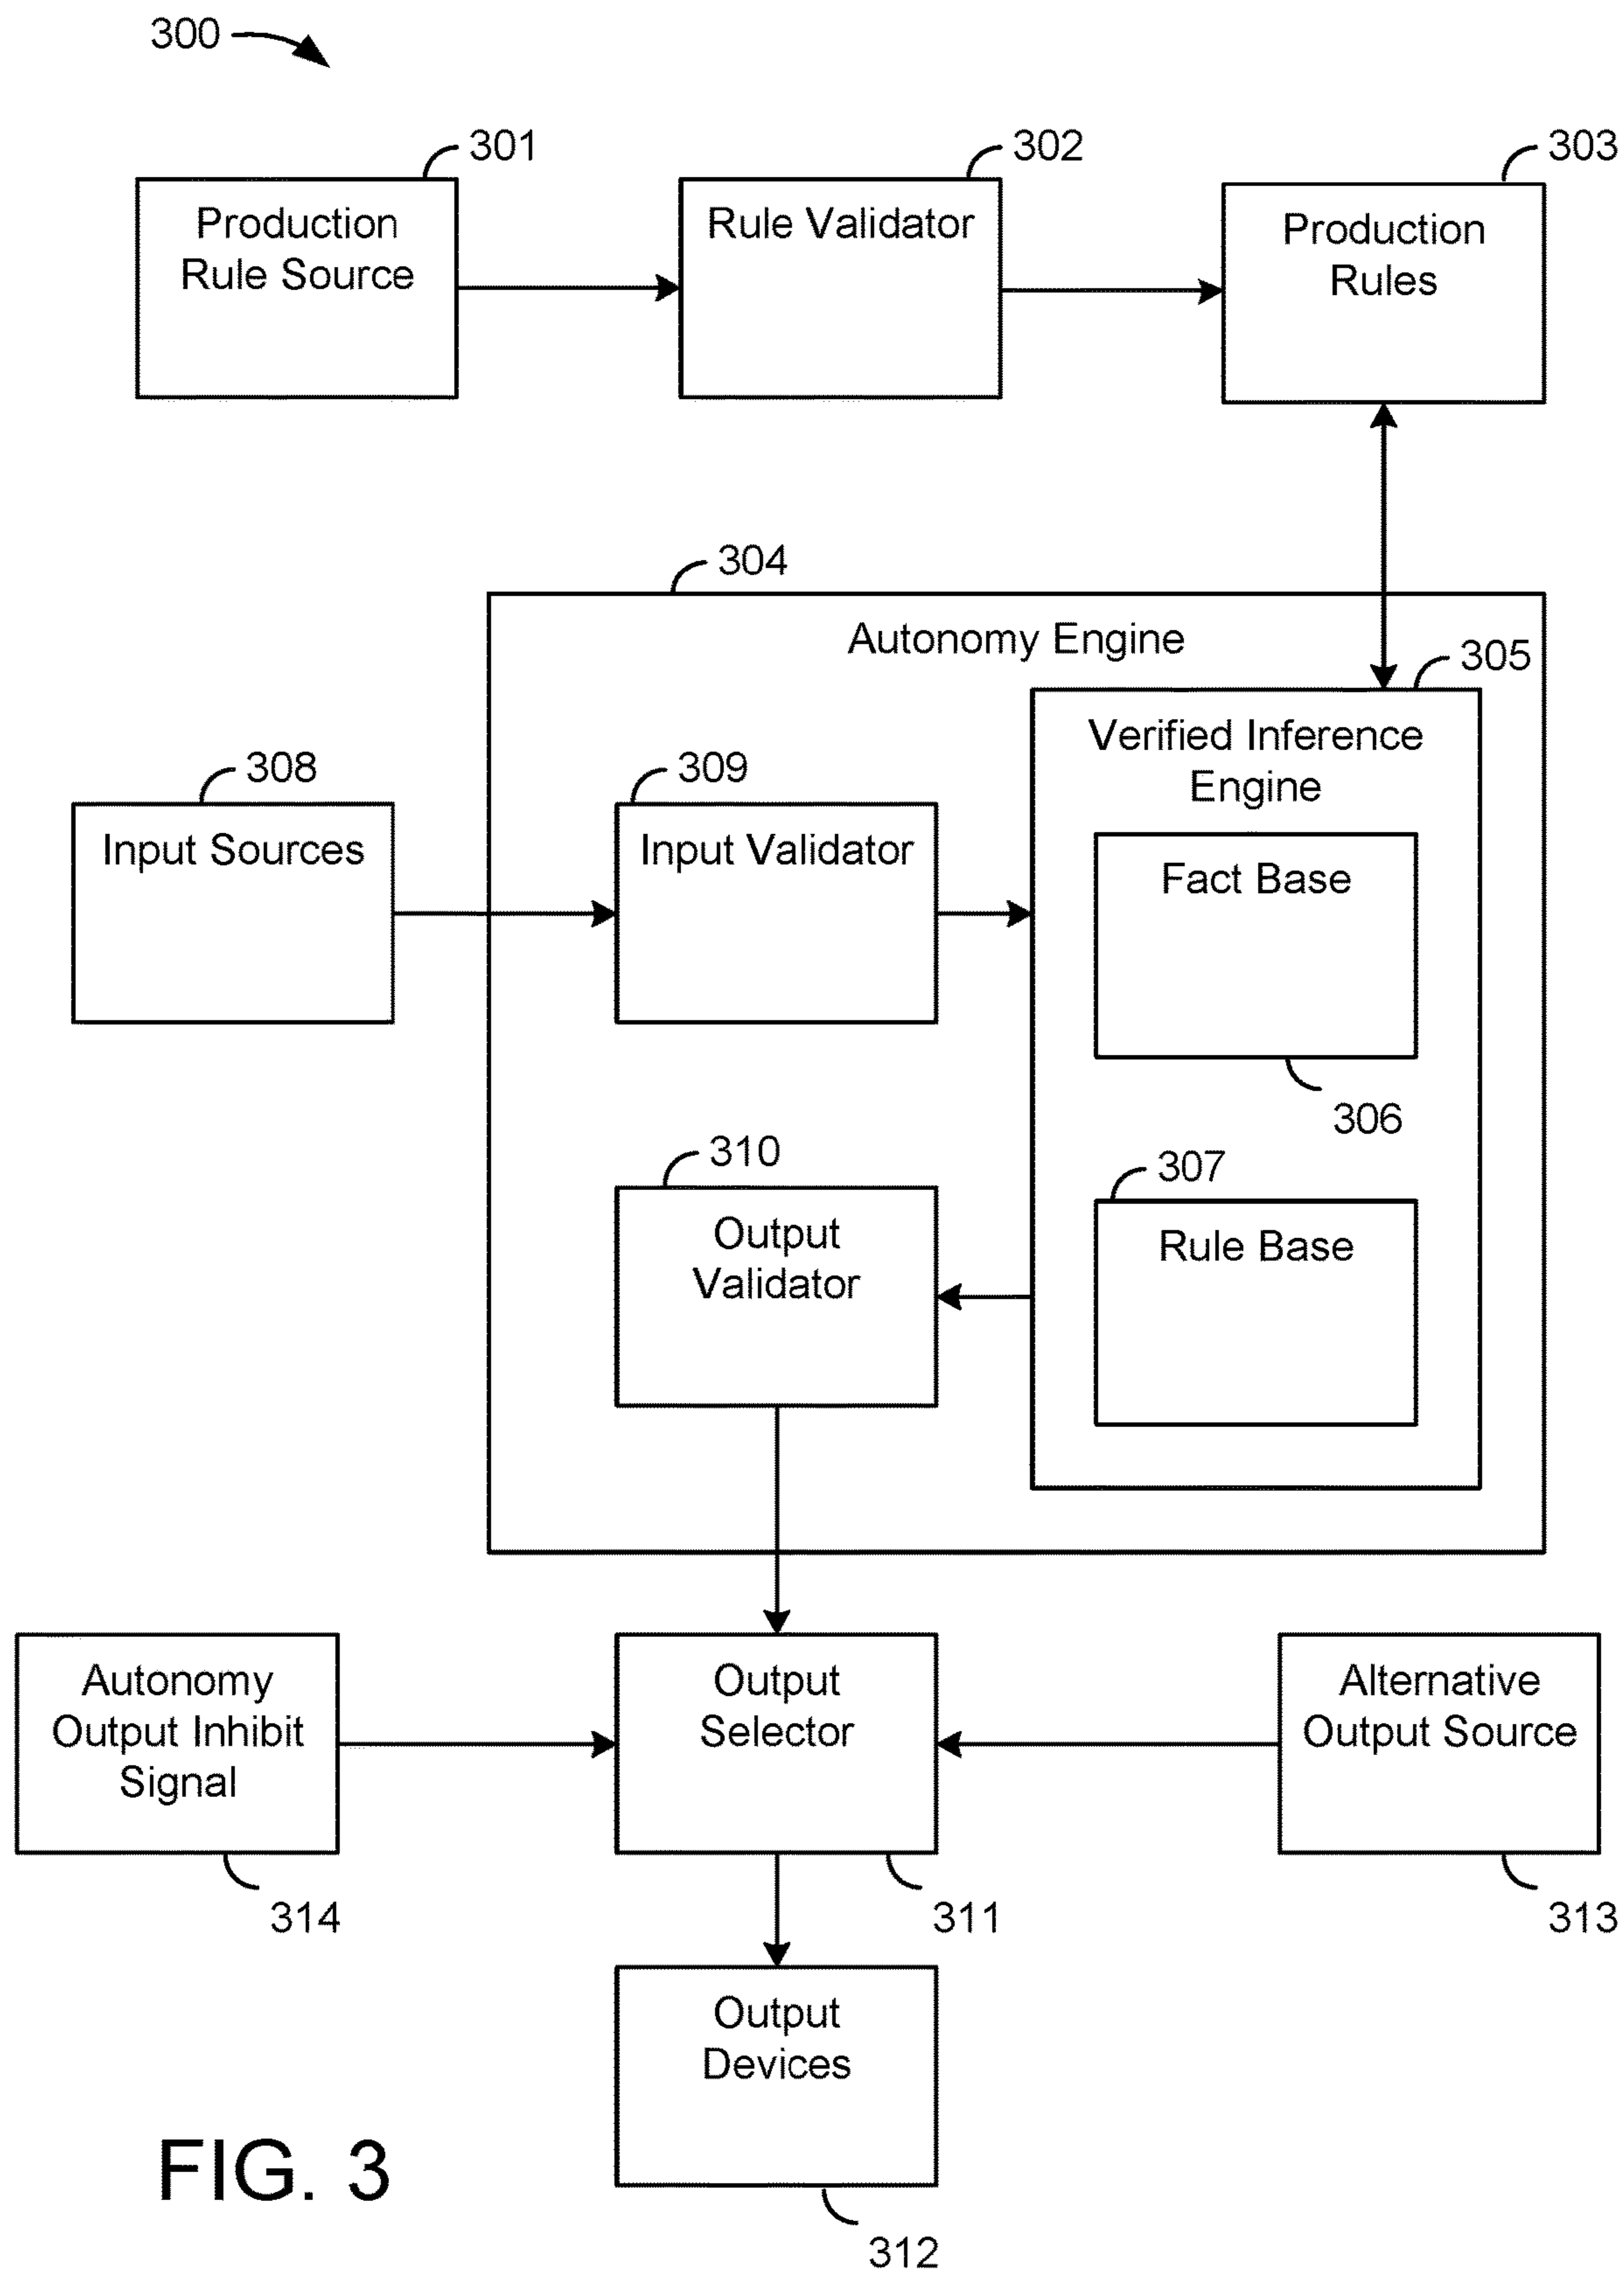 300
301
302
303
Production
Rule Source
Rule Validator
Production
Rules
304
Autonomy Engine
305
Verified Inference
Engine
308
309
Input Sources
Input Validator
Fact Base
306
310
307
Output
Validator
Rule Base
Autonomy
Output Inhibit
Signal
Output
Selector
Alternative
Output Source
314
311
313
Output
Devices
FIG. 3
312